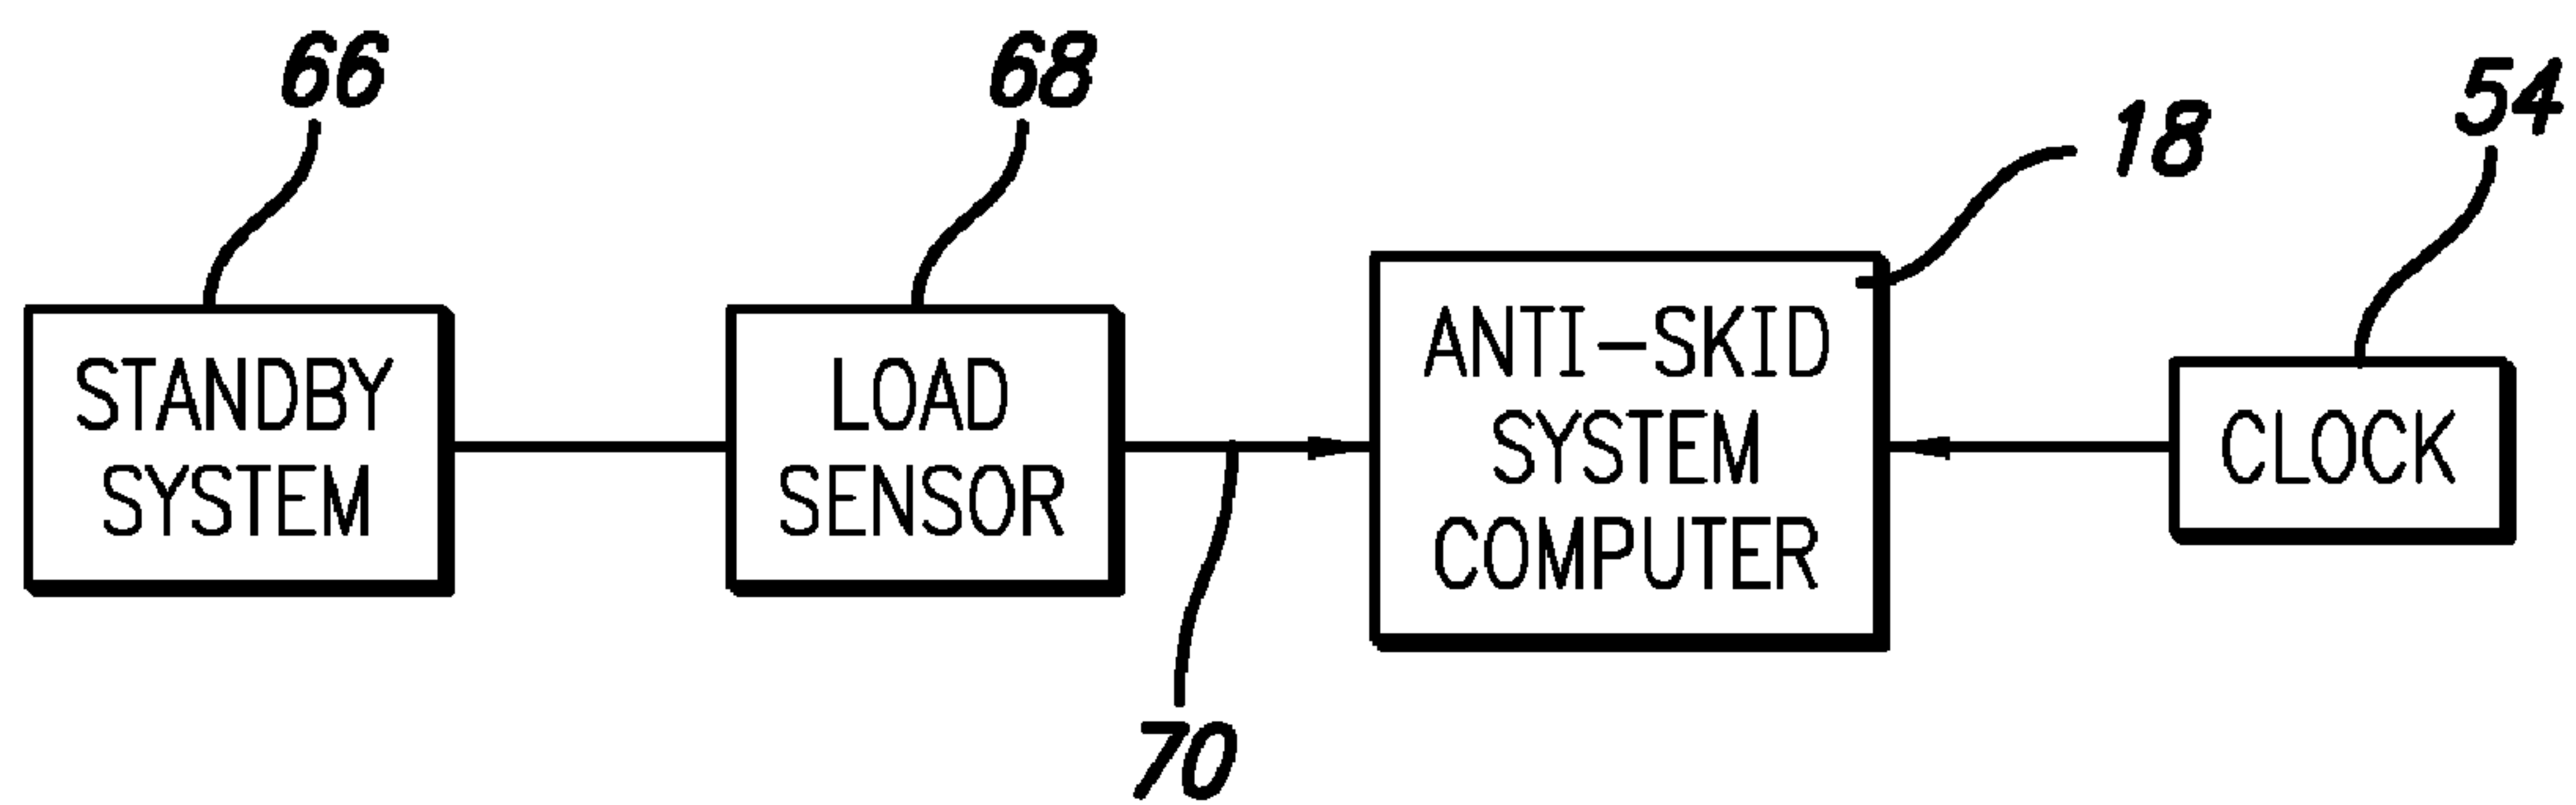 66
68
18
54
STANDBY
SYSTEM
LOAD
SENSOR
ANTI-SKID
SYSTEM
COMPUTER
CLOCK
70